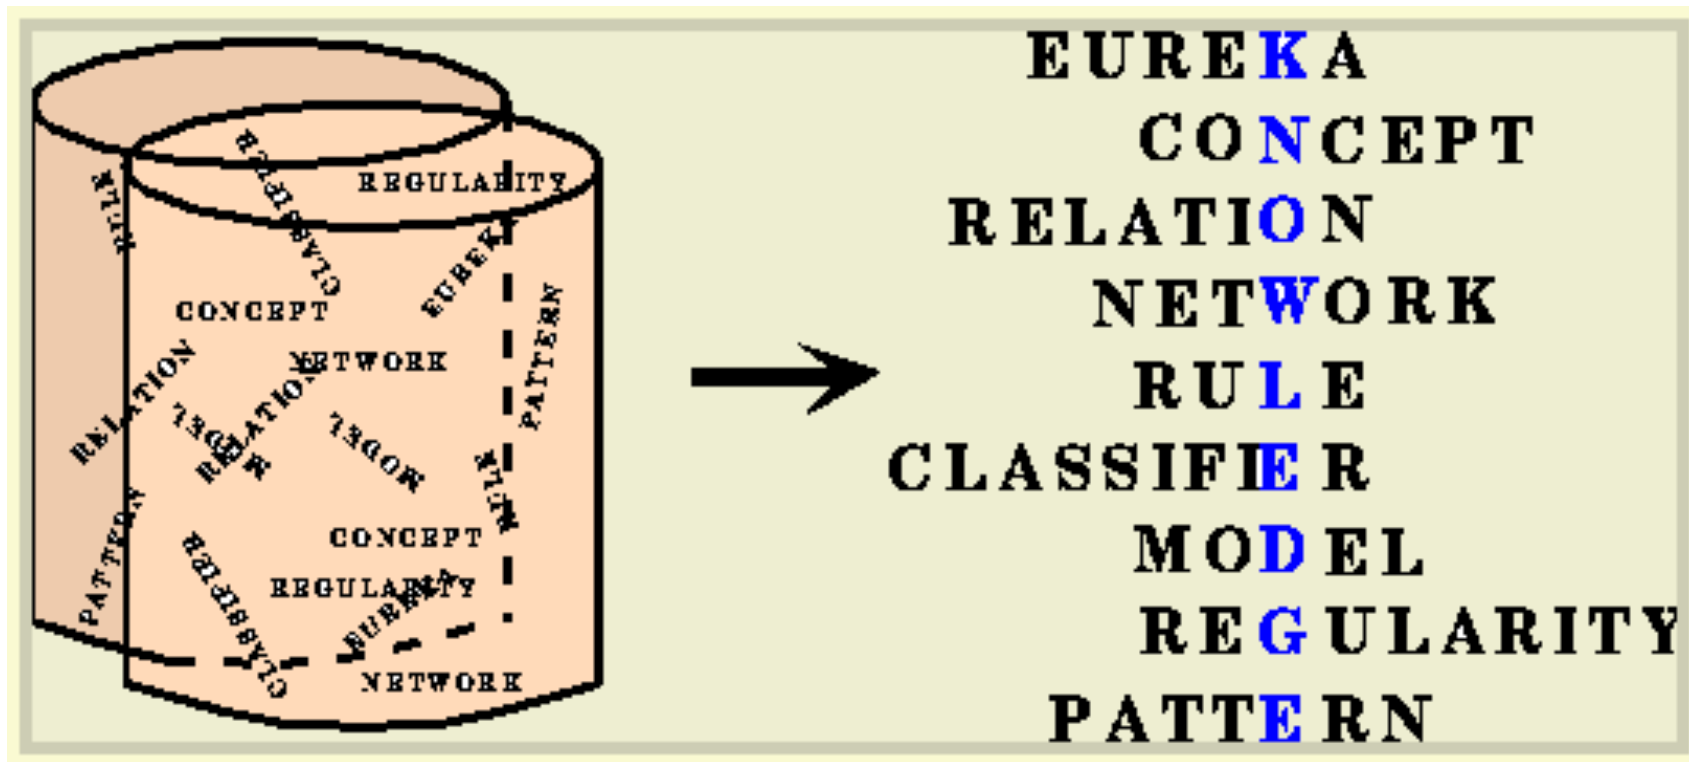 REGULARITY
CLASSIFIER
RULE
EUREKA
CONCEPT
PATTERN
NETWORK
RELATION
RELATION
MODEL
MODEL
RULE
PATTERN
CONCEPT
CLASSIFIER
REGULARITY
EUREKA
NETWORK
EUREKA
CONCEPT
RELATION
NETWORK
RULE
CLASSIFIER
MODEL
REGULARITY
PATTERN